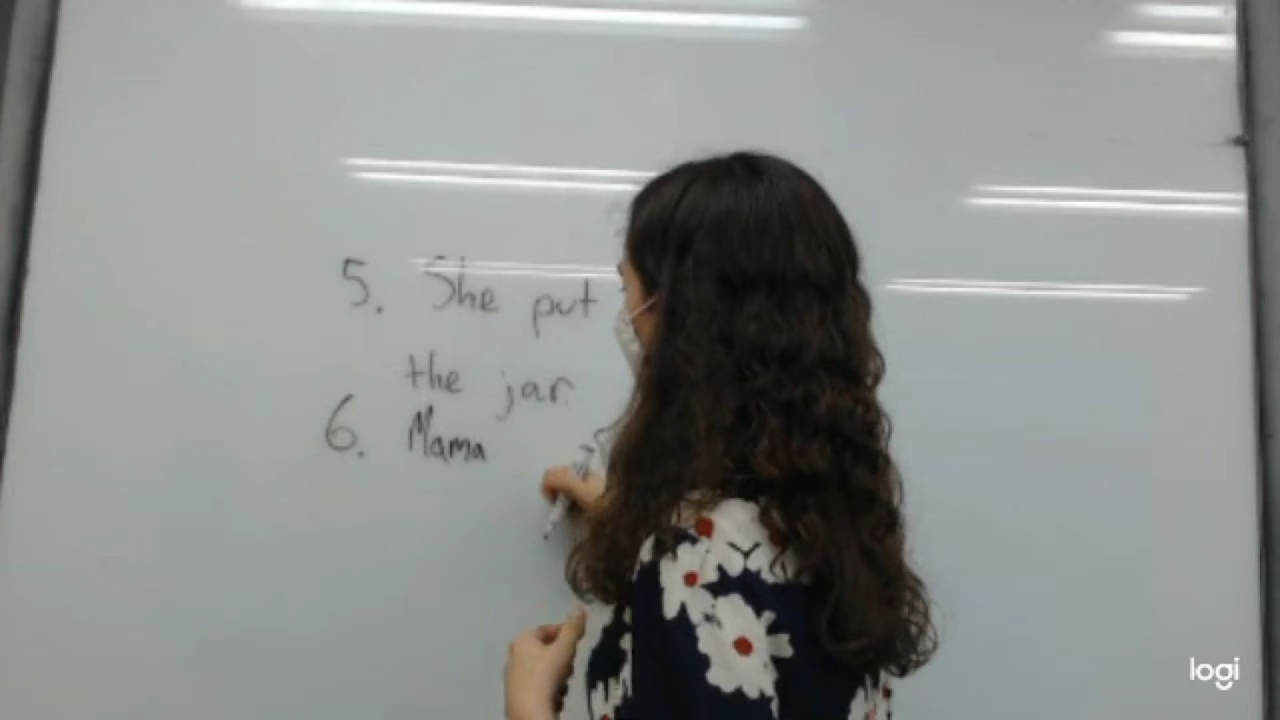 5. She put
the jar.
6. Mama
logi